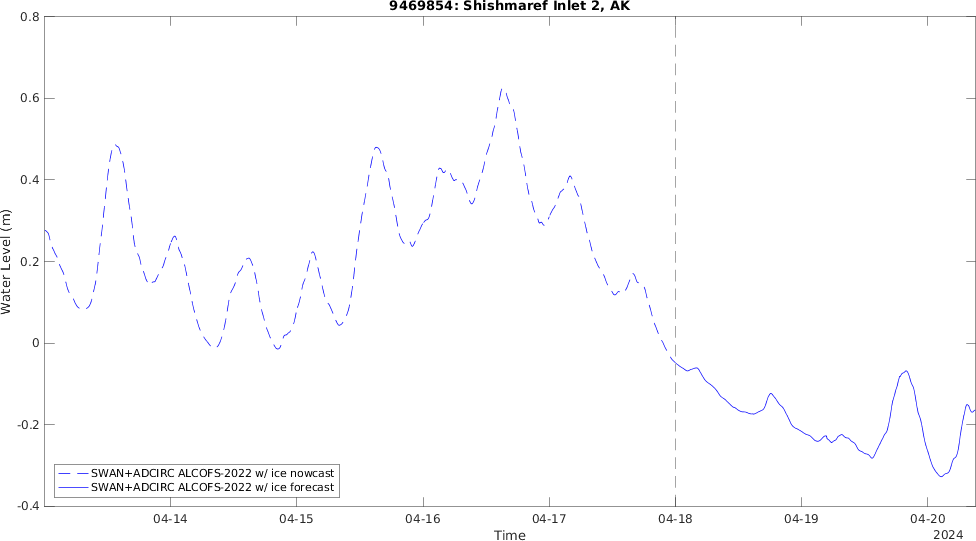 9469854: Shishmaref Inlet 2, AK
Water Level (m)
0.8
0.6
0.4
0.2
0
-0.2
-0.4
SWAN+ADCIRC ALCOFS-2022 w/ ice nowcast
SWAN+ADCIRC ALCOFS-2022 w/ ice forecast
04-14 04-15 04-16 04-17 04-18 04-19 04-20
Time
2024